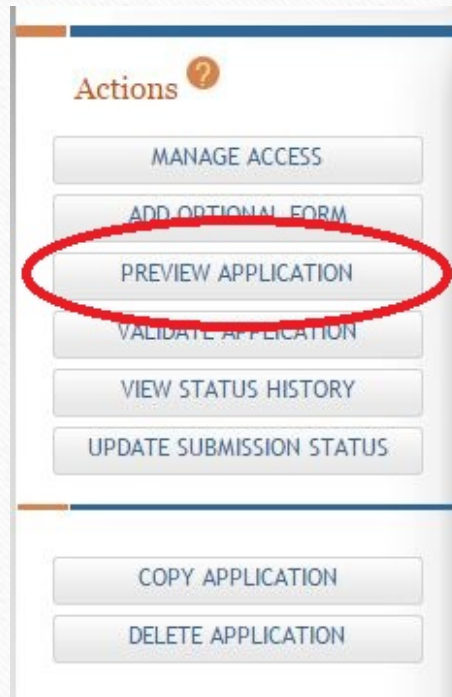 Actions ?
MANAGE ACCESS
ADD OPTIONAL FORM
PREVIEW APPLICATION
VALIDATE APPLICATION
VIEW STATUS HISTORY
UPDATE SUBMISSION STATUS
COPY APPLICATION
DELETE APPLICATION